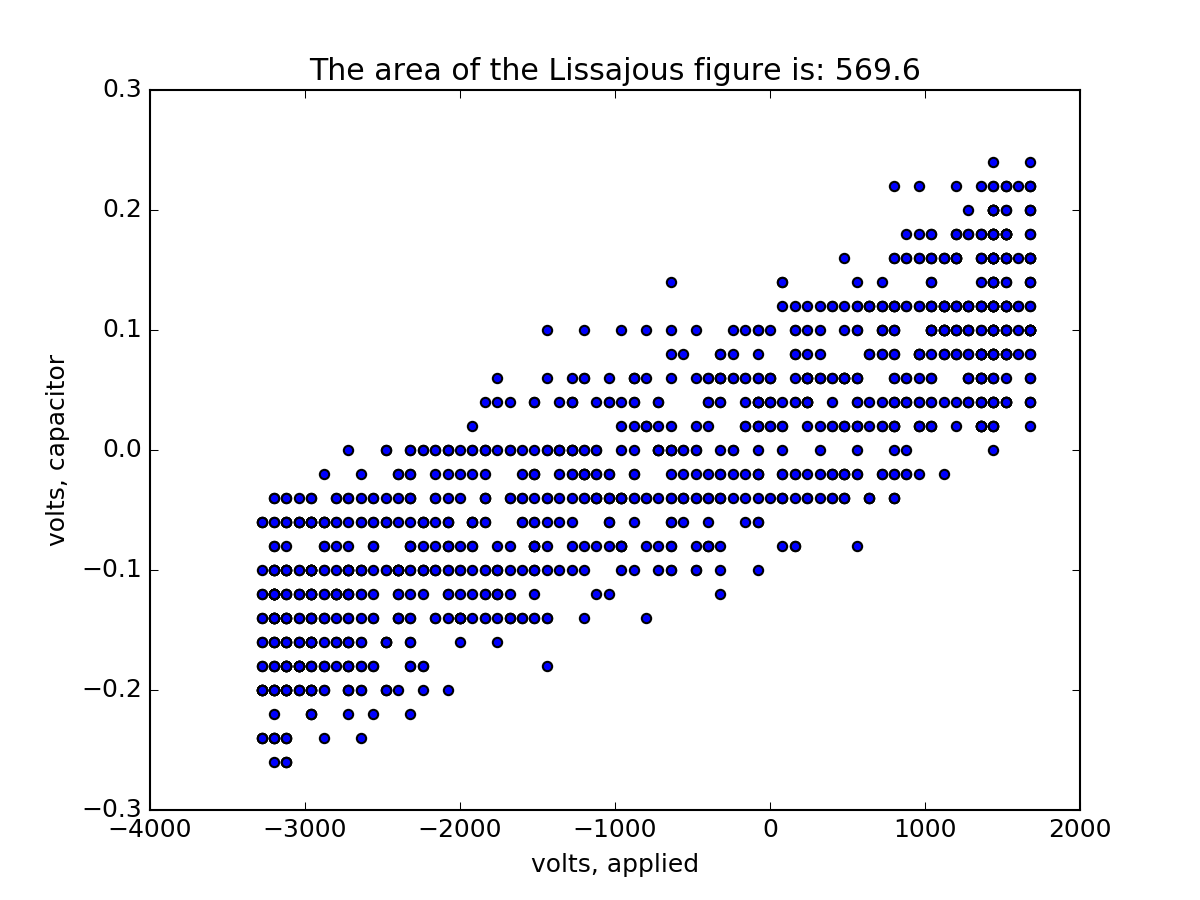 The area of the Lissajous figure is: 569.6
0.3
0.2
0.1
0.0
−0.1
−0.2
−0.3
volts, capacitor
−4000 −3000 −2000 −1000 0 1000 2000
volts, applied